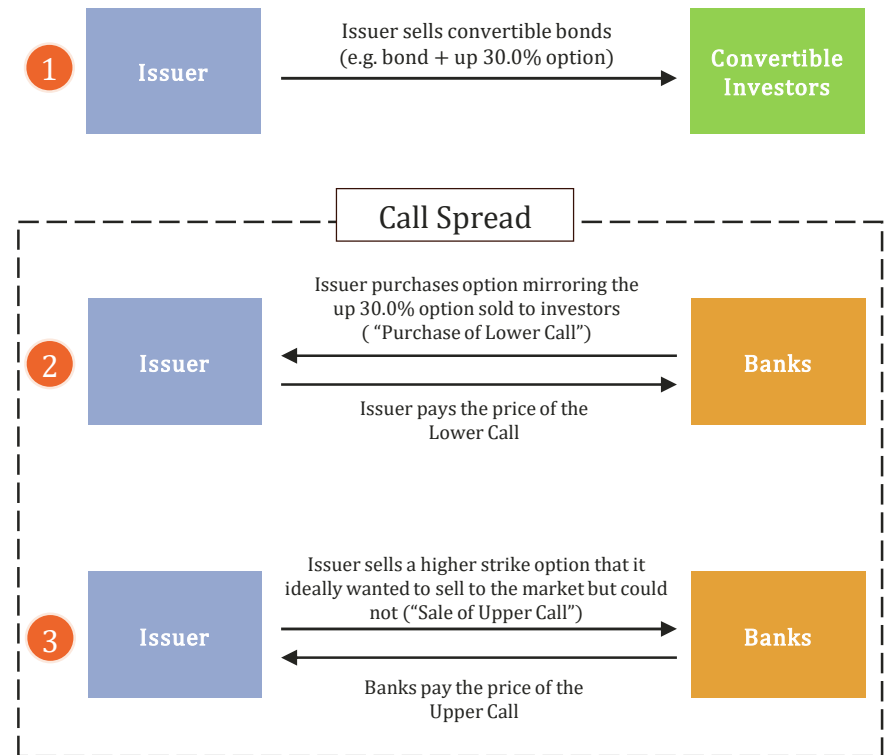 1
Issuer
Issuer sells convertible bonds
(e.g. bond + up 30.0% option)
Convertible
Investors
Call Spread
2
Issuer
Issuer purchases option mirroring the
up 30.0% option sold to investors
( “Purchase of Lower Call”)
Issuer pays the price of the
Lower Call
Banks
3
Issuer
Issuer sells a higher strike option that it
ideally wanted to sell to the market but could
not (“Sale of Upper Call”)
Banks pay the price of the
Upper Call
Banks